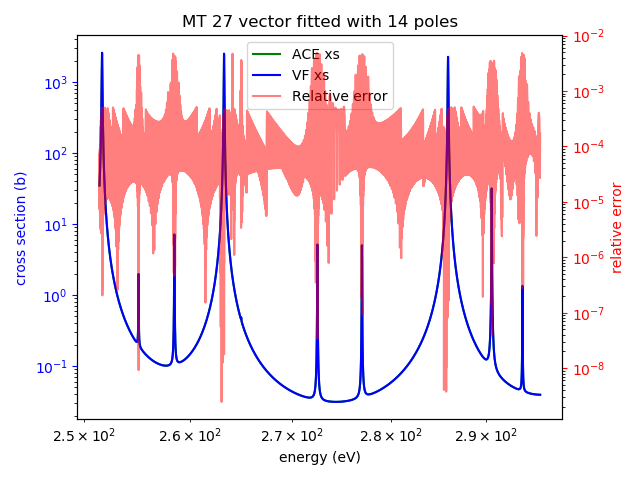 MT 27 vector fitted with 14 poles
ACE xs
VF xs
Relative error
cross section (b)
10³
10²
10¹
10⁰
10⁻¹
10⁻²
10⁻³
10⁻⁴
10⁻⁵
10⁻⁶
10⁻⁷
10⁻⁸
relative error
2.5 × 10² 2.6 × 10² 2.7 × 10² 2.8 × 10² 2.9 × 10²
energy (eV)